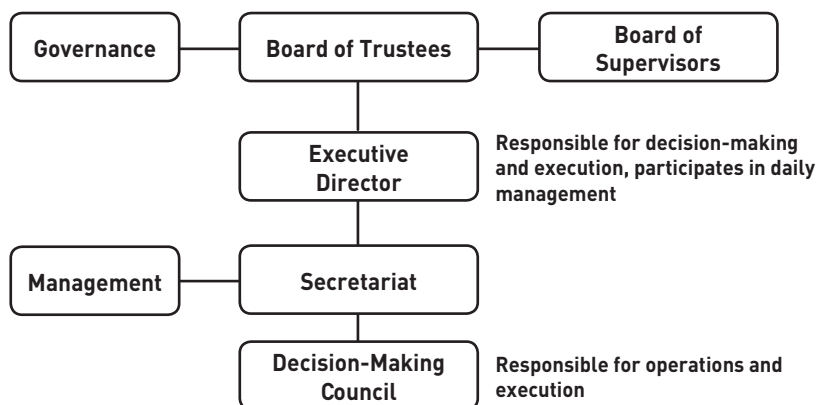 Governance
Board of Trustees
Board of
Supervisors
Executive
Director
Responsible for decision-making
and execution, participates in daily
management
Management
Secretariat
Decision-Making
Council
Responsible for operations and
execution